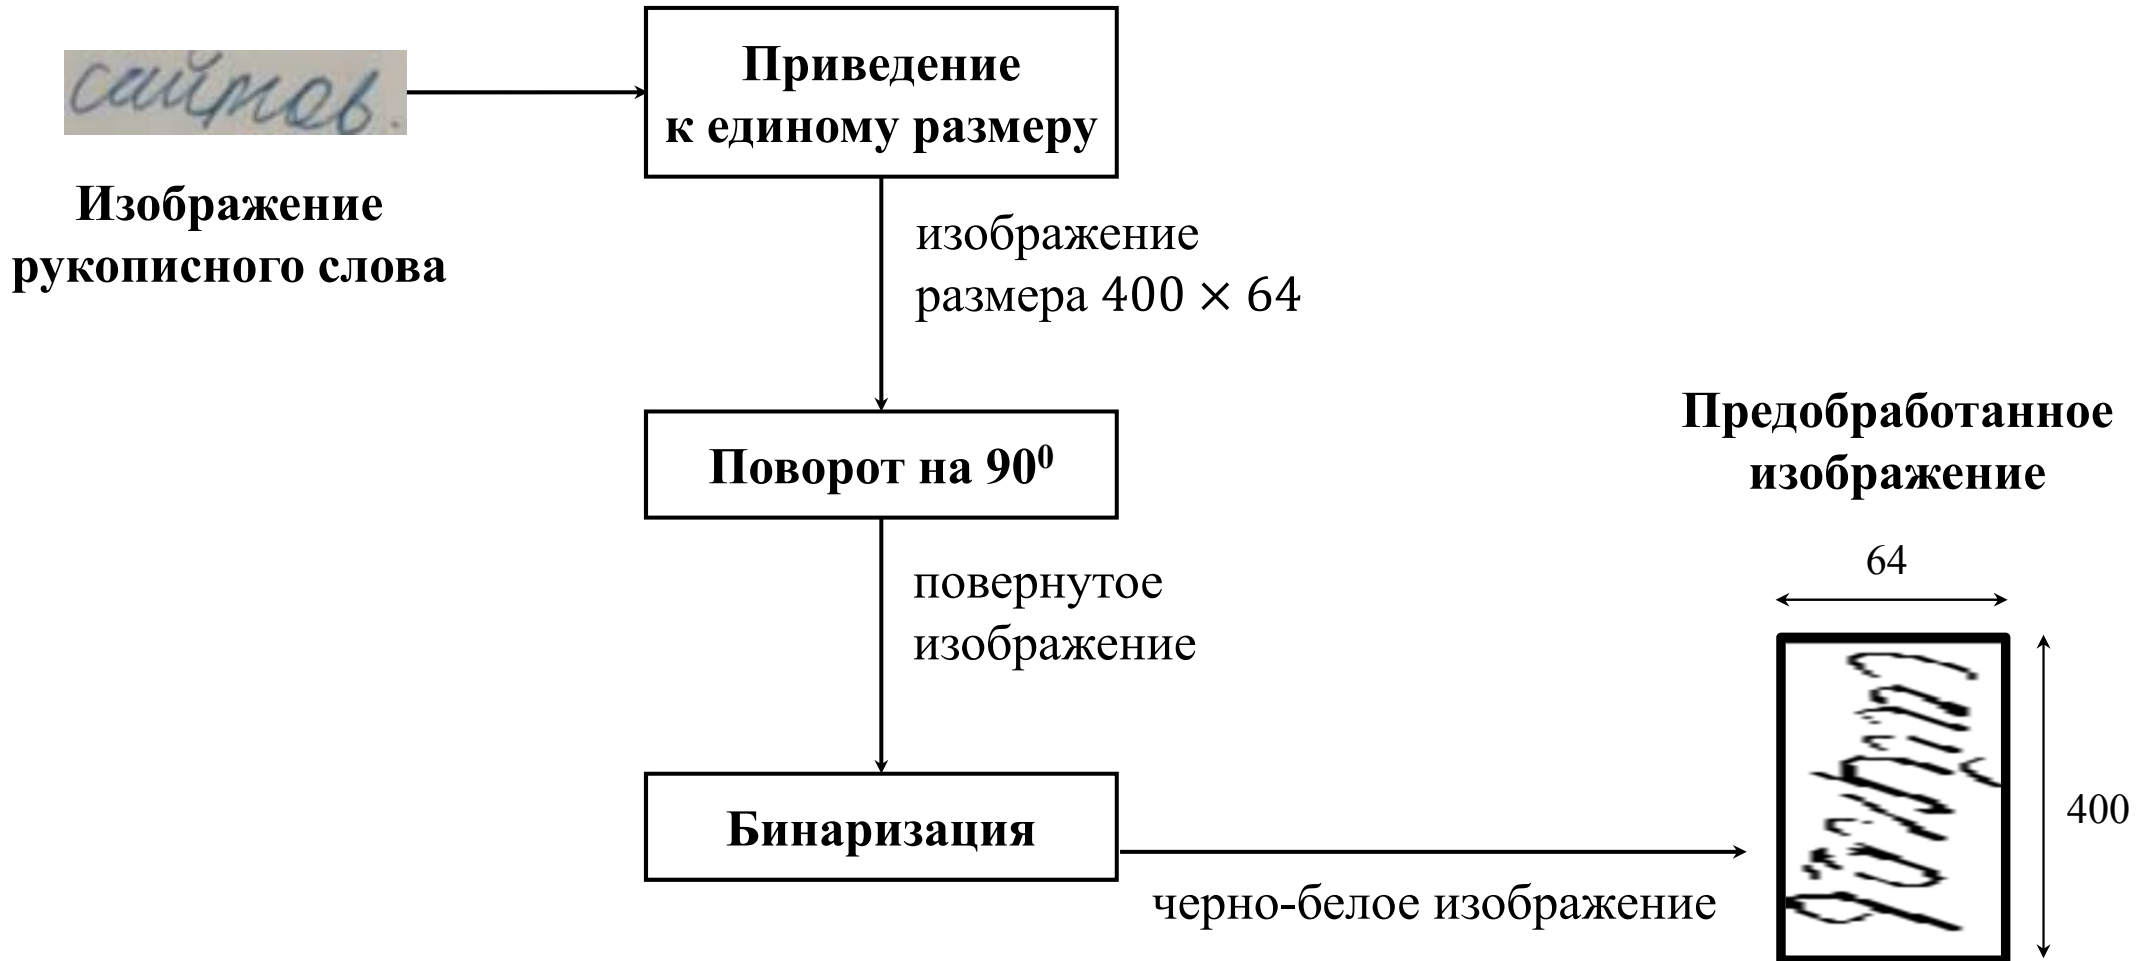 сайтов.
Изображение
рукописного слова
Приведение
к единому размеру
изображение
размера 400 × 64
Поворот на 90⁰
повернутое
изображение
Бинаризация
черно-белое изображение
Предобработанное
изображение
64
400
сайтов